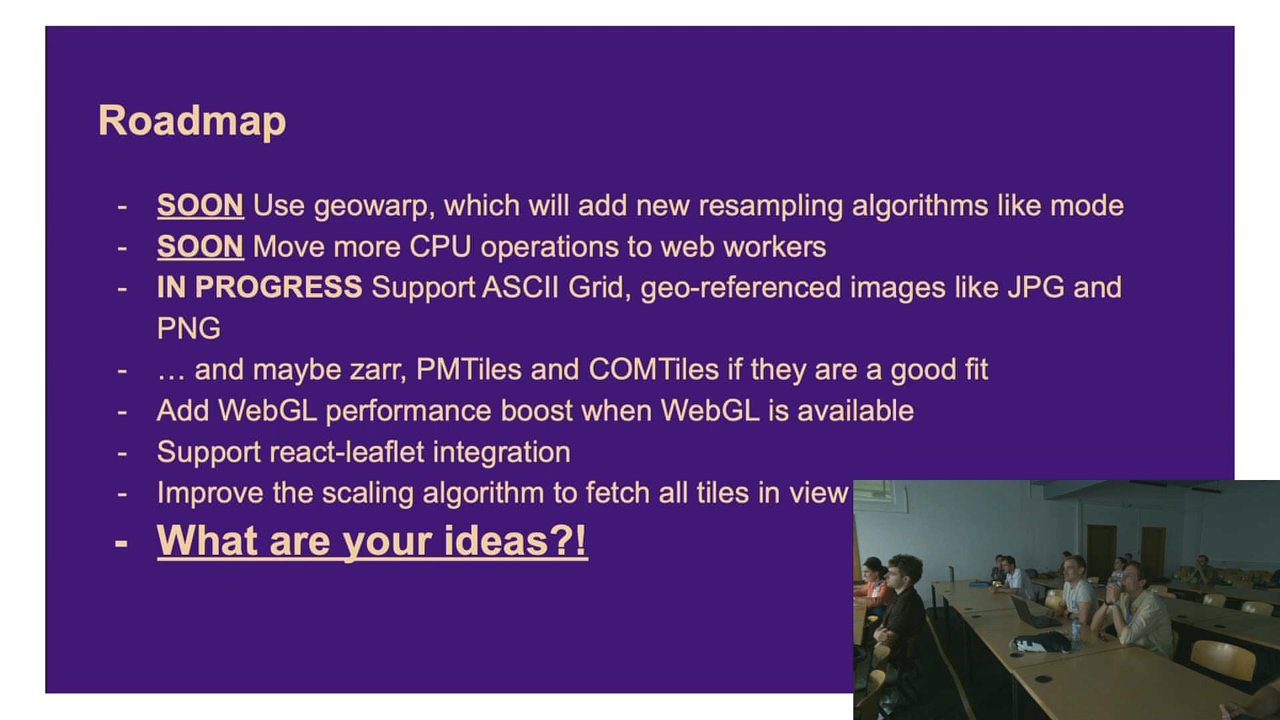 Roadmap
- SOON Use geowarp, which will add new resampling algorithms like mode
- SOON Move more CPU operations to web workers
- IN PROGRESS Support ASCII Grid, geo-referenced images like JPG and
PNG
- … and maybe zarr, PMTiles and COMTiles if they are a good fit
- Add WebGL performance boost when WebGL is available
- Support react-leaflet integration
- Improve the scaling algorithm to fetch all tiles in view
- What are your ideas?!